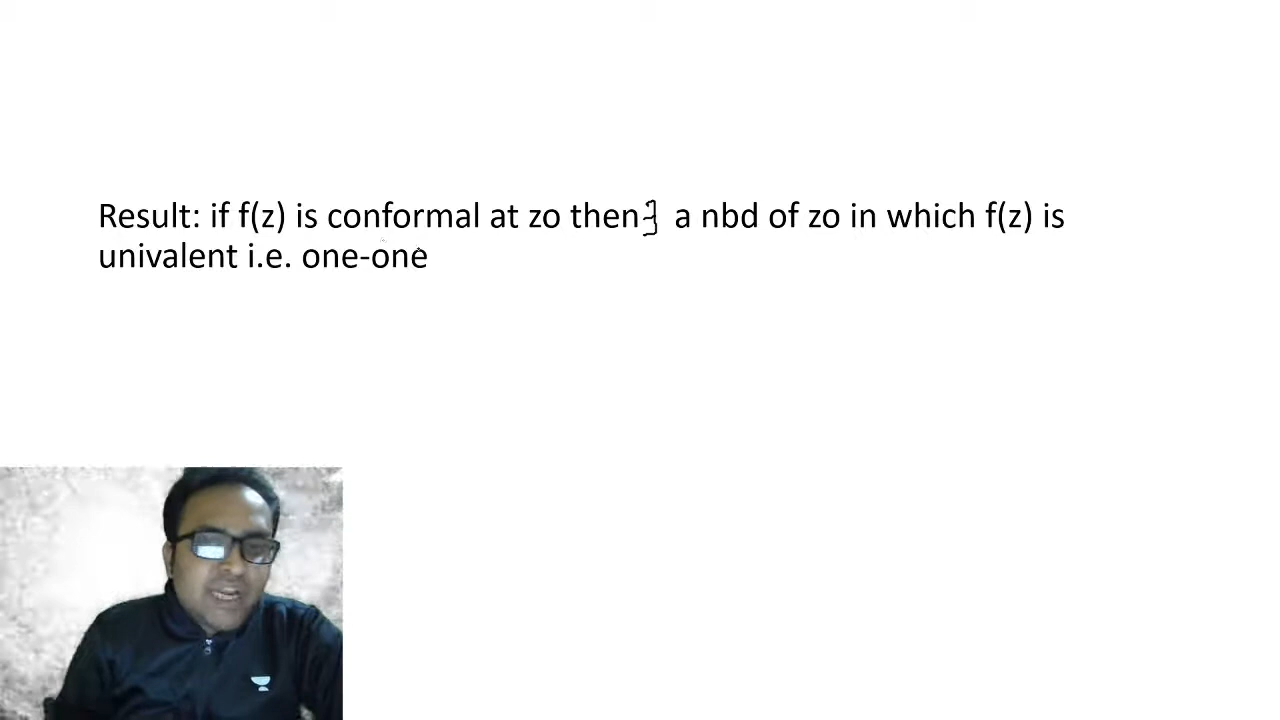 Result: if f(z) is conformal at zo then ∃ a nbd of zo in which f(z) is
univalent i.e. one-one